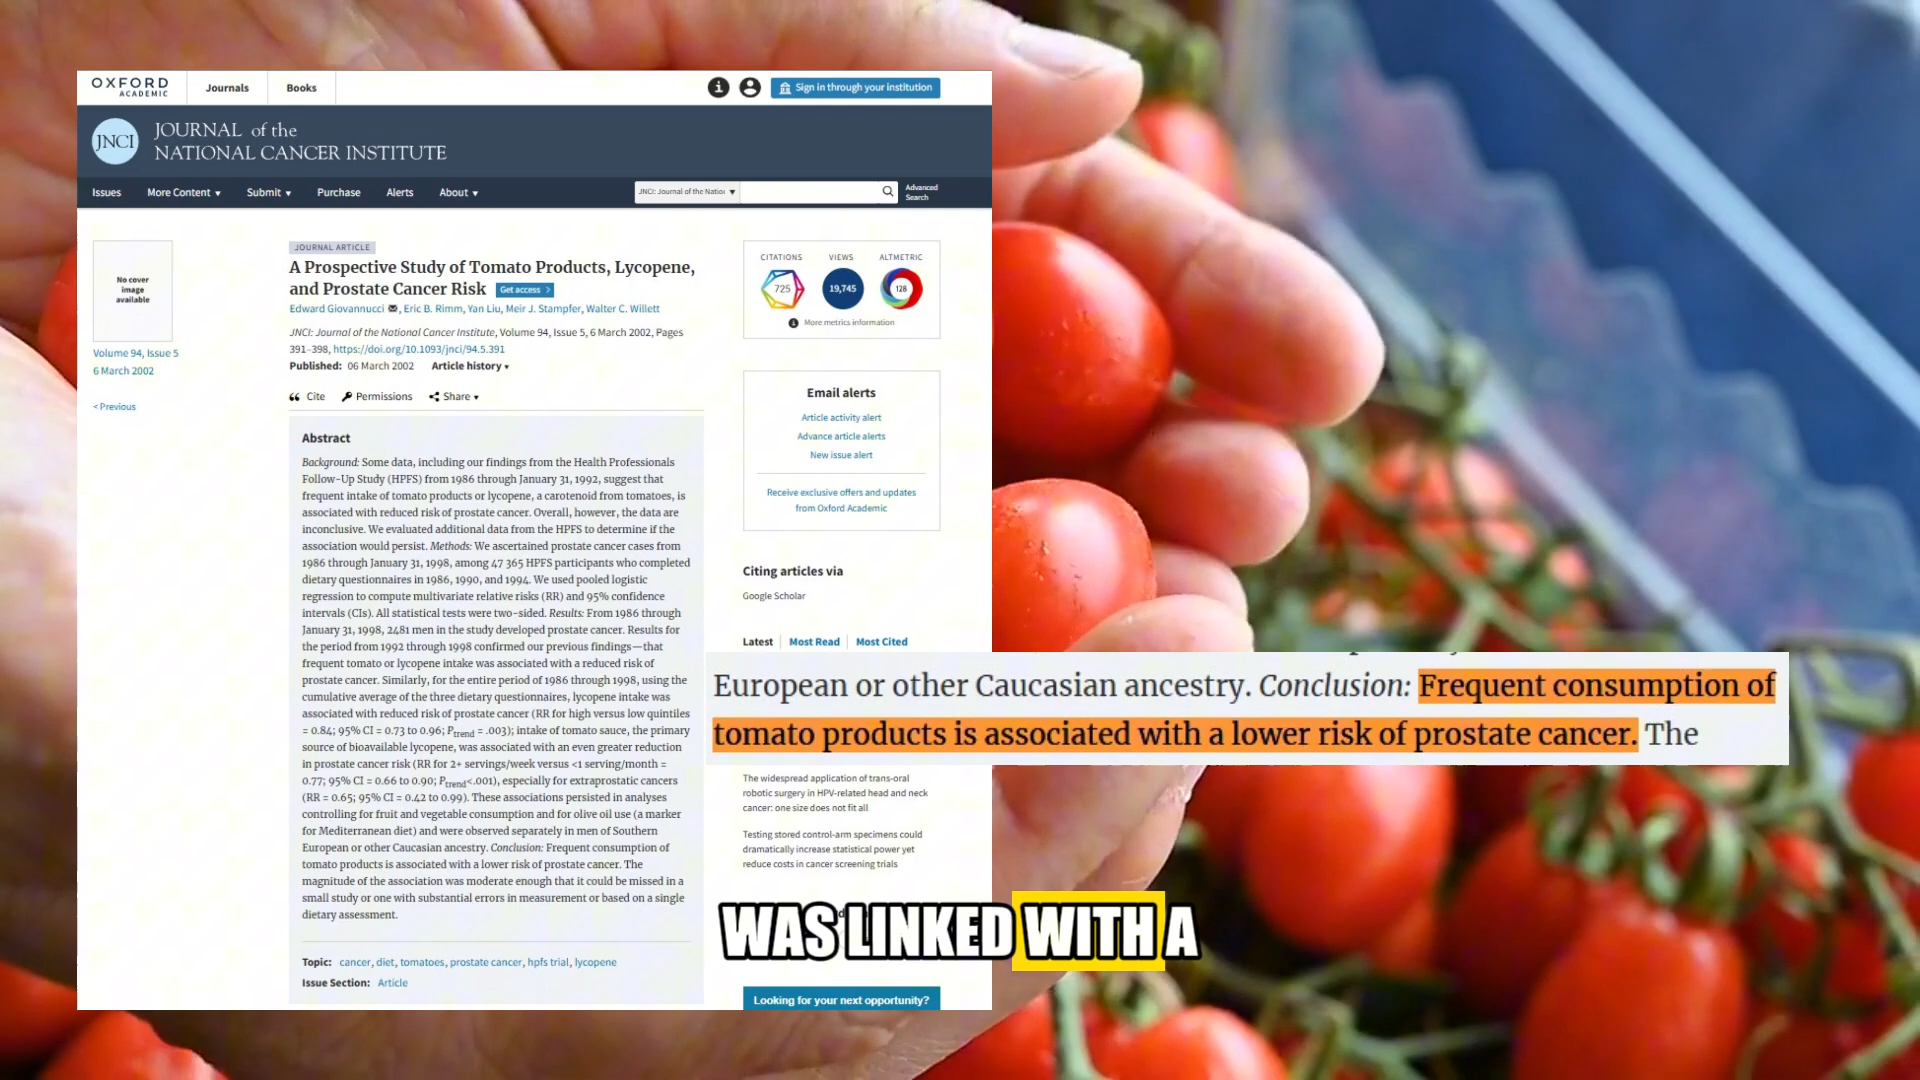 OXFORD
ACADEMIC
Journals
Books
i
Sign in through your institution
JNCI
JOURNAL of the
NATIONAL CANCER INSTITUTE
Issues
More Content
Submit
Purchase
Alerts
About
JNCI: Journal of the Natio
Advanced
Search
No cover
image
available
Volume 94, Issue 5
6 March 2002
< Previous
JOURNAL ARTICLE
A Prospective Study of Tomato Products, Lycopene,
and Prostate Cancer Risk Get access >
Edward Giovannucci, Eric B. Rimm, Yan Liu, Meir J. Stampfer, Walter C. Willett
JNCI: Journal of the National Cancer Institute, Volume 94, Issue 5, 6 March 2002, Pages
391–398, https://doi.org/10.1093/jnci/94.5.391
Published: 06 March 2002 Article history
Cite Permissions Share
Abstract
Background: Some data, including our findings from the Health Professionals
Follow-Up Study (HPFS) from 1986 through January 31, 1992, suggest that
frequent intake of tomato products or lycopene, a carotenoid from tomatoes, is
associated with reduced risk of prostate cancer. Overall, however, the data are
inconclusive. We evaluated additional data from the HPFS to determine if the
association would persist. Methods: We ascertained prostate cancer cases from
1986 through January 31, 1998, among 47 365 HPFS participants who completed
dietary questionnaires in 1986, 1990, and 1994. We used pooled logistic
regression to compute multivariate relative risks (RR) and 95% confidence
intervals (CIs). All statistical tests were two-sided. Results: From 1986 through
January 31, 1998, 2481 men in the study developed prostate cancer. Results for
the period from 1992 through 1998 confirmed our previous findings—that
frequent tomato or lycopene intake was associated with a reduced risk of
prostate cancer. Similarly, for the entire period of 1986 through 1998, using the
cumulative average of the three dietary questionnaires, lycopene intake was
associated with reduced risk of prostate cancer (RR for high versus low quintiles
= 0.84; 95% CI = 0.73 to 0.96; Ptrend = .003); intake of tomato sauce, the primary
source of bioavailable lycopene, was associated with an even greater reduction
in prostate cancer risk (RR for 2+ servings/week versus <1 serving/month =
0.77; 95% CI = 0.66 to 0.90; Ptrend<.001), especially for extraprostatic cancers
(RR = 0.65; 95% CI = 0.42 to 0.99). These associations persisted in analyses
controlling for fruit and vegetable consumption and for olive oil use (a marker
for Mediterranean diet) and were observed separately in men of Southern
European or other Caucasian ancestry. Conclusion: Frequent consumption of
tomato products is associated with a lower risk of prostate cancer. The
magnitude of the association was moderate enough that it could be missed in a
small study or one with substantial errors in measurement or based on a single
dietary assessment.
Topic: cancer, diet, tomatoes, prostate cancer, hpfs trial, lycopene
Issue Section: Article
CITATIONS VIEWS ALTMETRIC
725 19,745 128
i More metrics information
Email alerts
Article activity alert
Advance article alerts
New issue alert
Receive exclusive offers and updates
from Oxford Academic
Citing articles via
Google Scholar
Latest Most Read Most Cited
European or other Caucasian ancestry. Conclusion: Frequent consumption of
tomato products is associated with a lower risk of prostate cancer. The
The widespread application of trans-oral
robotic surgery in HPV-related head and neck
cancer: one size does not fit all
Testing stored control-arm specimens could
dramatically increase statistical power yet
reduce costs in cancer screening trials
WAS LINKED WITH A
Looking for your next opportunity?